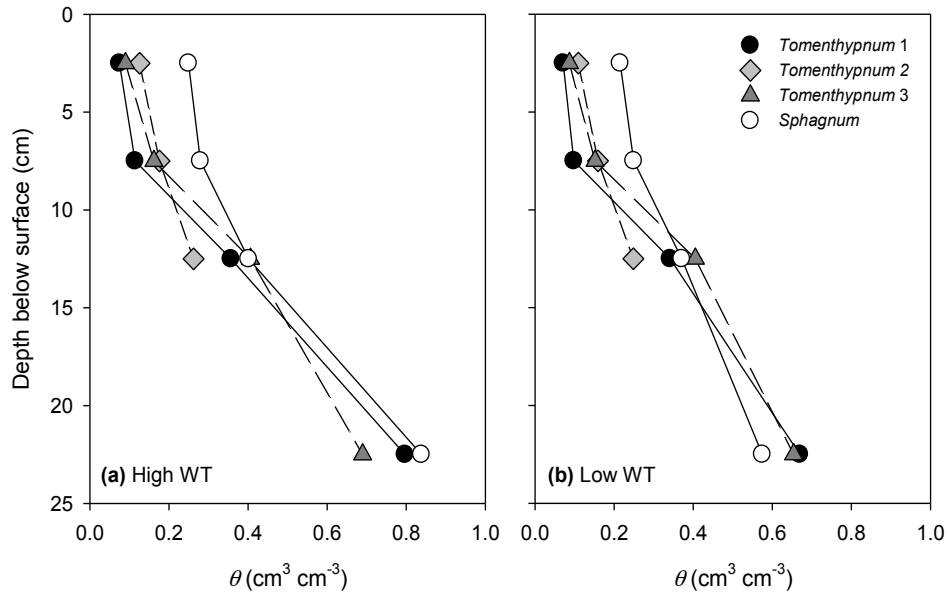 0
5
10
15
20
25
Depth below surface (cm)
(a) High WT
0.0 0.2 0.4 0.6 0.8 1.0
θ (cm³ cm⁻³)
Tomenthypnum 1
Tomenthypnum 2
Tomenthypnum 3
Sphagnum
(b) Low WT
0.0 0.2 0.4 0.6 0.8 1.0
θ (cm³ cm⁻³)